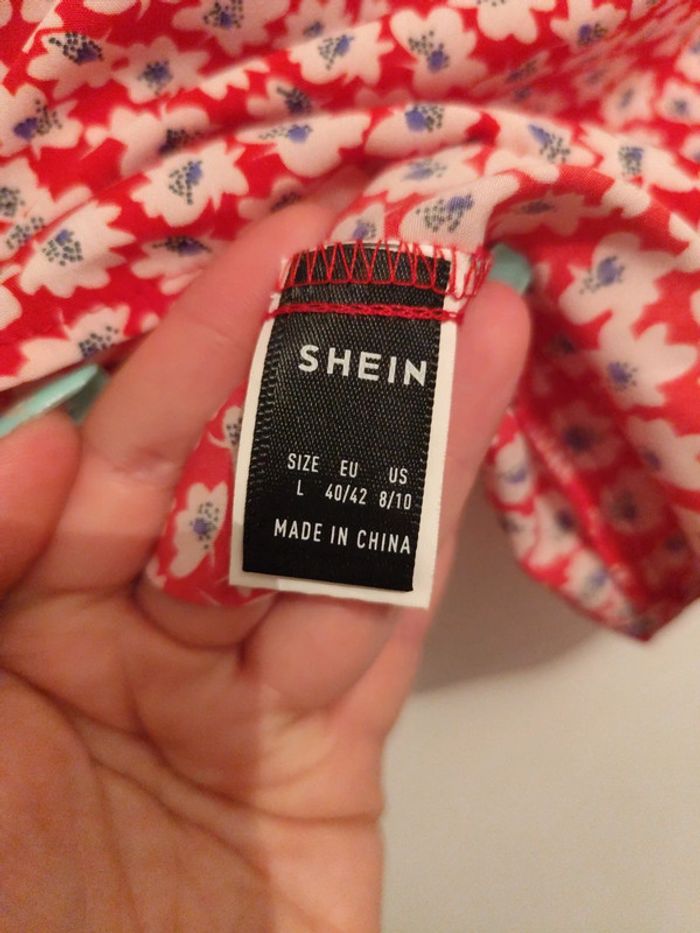 SHEIN
SIZE EU US
L 40/42 8/10
MADE IN CHINA